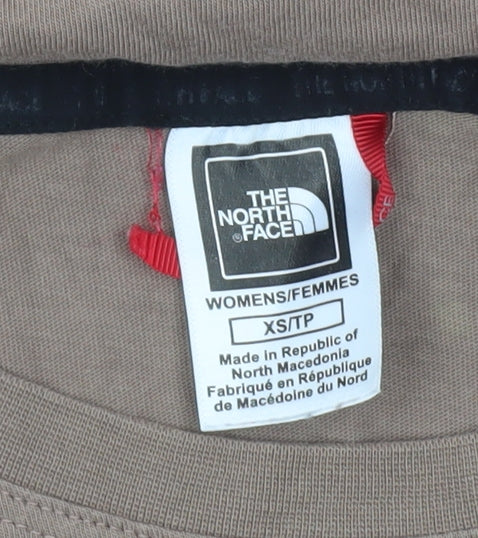 THE
NORTH
FACE
WOMENS/FEMMES
XS/TP
Made in Republic of
North Macedonia
Fabriqué en République
de Macédoine du Nord